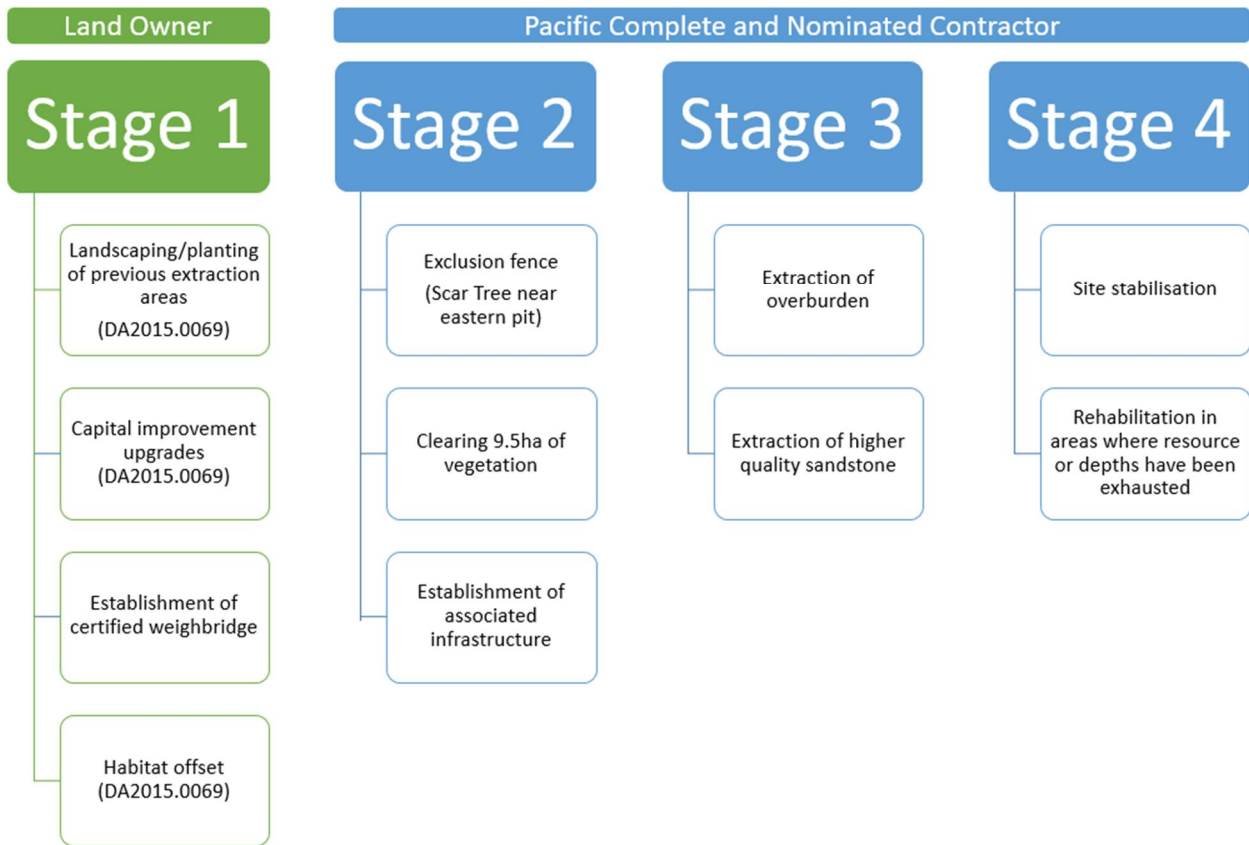 Land Owner
Pacific Complete and Nominated Contractor
Stage 1
Landscaping/planting
of previous extraction
areas
(DA2015.0069)
Capital improvement
upgrades
(DA2015.0069)
Establishment of
certified weighbridge
Habitat offset
(DA2015.0069)
Stage 2
Exclusion fence
(Scar Tree near
eastern pit)
Clearing 9.5ha of
vegetation
Establishment of
associated
infrastructure
Stage 3
Extraction of
overburden
Extraction of higher
quality sandstone
Stage 4
Site stabilisation
Rehabilitation in
areas where resource
or depths have been
exhausted